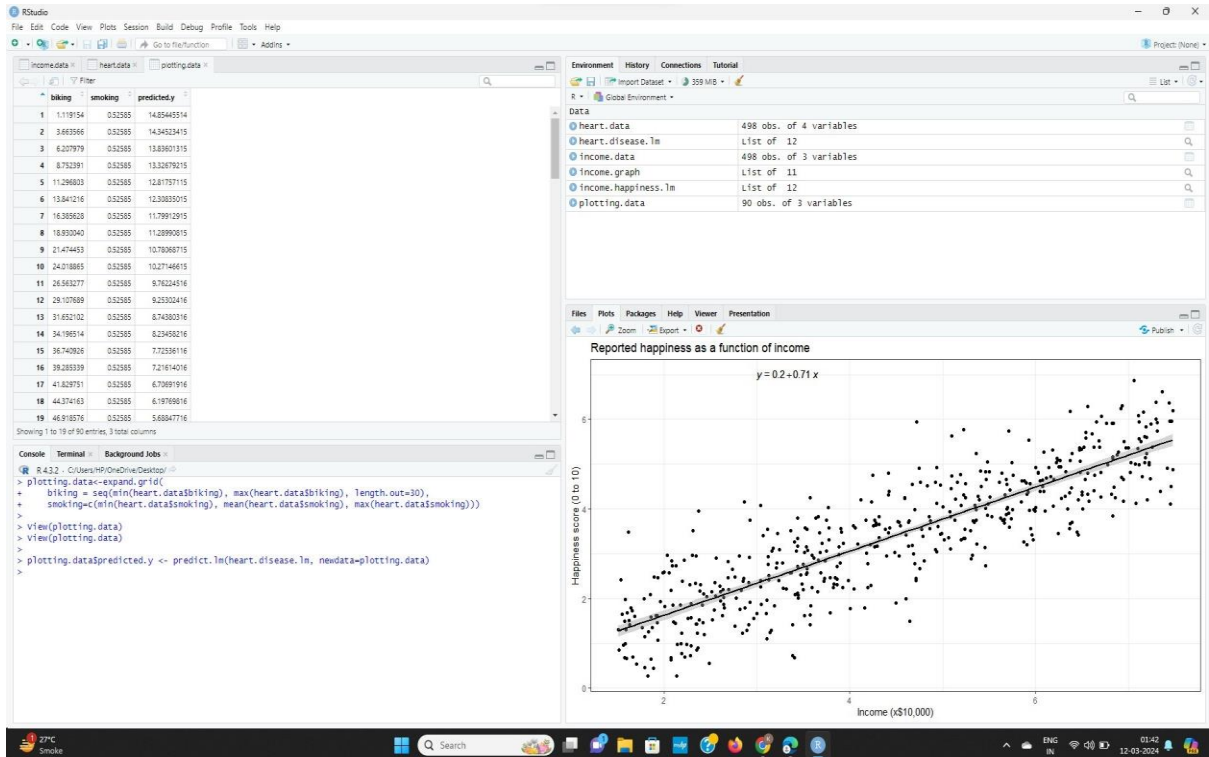 RStudio
File Edit Code View Plots Session Build Debug Profile Tools Help
Go to file/function Addins Project: (None)
income.data heart.data plotting.data
Filter
biking smoking predicted.y
1 1.119154 0.52585 14.85445514
2 3.663566 0.52585 14.34523415
3 6.207979 0.52585 13.83601315
4 8.752391 0.52585 13.32679215
5 11.296803 0.52585 12.81757115
6 13.841216 0.52585 12.30835015
7 16.385628 0.52585 11.79912915
8 18.930040 0.52585 11.28990815
9 21.474453 0.52585 10.78068715
10 24.018865 0.52585 10.27146615
11 26.563277 0.52585 9.76224516
12 29.107689 0.52585 9.25302416
13 31.652102 0.52585 8.74380316
14 34.196514 0.52585 8.23458216
15 36.740926 0.52585 7.72536116
16 39.285339 0.52585 7.21614016
17 41.829751 0.52585 6.70691916
18 44.374163 0.52585 6.19769816
19 46.918576 0.52585 5.68847716
Showing 1 to 19 of 90 entries, 3 total columns
Console Terminal Background Jobs
R 4.3.2 · C:/Users/HP/OneDrive/Desktop/
> plotting.data<-expand.grid(
+ biking = seq(min(heart.data$biking), max(heart.data$biking), length.out=30),
+ smoking=c(min(heart.data$smoking), mean(heart.data$smoking), max(heart.data$smoking)))
>
> View(plotting.data)
> View(plotting.data)
>
> plotting.data$predicted.y <- predict.lm(heart.disease.lm, newdata=plotting.data)
>
Environment History Connections Tutorial
Import Dataset 359 MiB List
R Global Environment
Data
heart.data 498 obs. of 4 variables
heart.disease.lm List of 12
income.data 498 obs. of 3 variables
income.graph List of 11
income.happiness.lm List of 12
plotting.data 90 obs. of 3 variables
Files Plots Packages Help Viewer Presentation
Zoom Export Publish
Reported happiness as a function of income
y = 0.2+0.71 x
Happiness score (0 to 10)
6
4
2
0
2 4 6
Income (x$10,000)
1 27°C
Smoke
Search
ENG
IN
01:42
12-03-2024